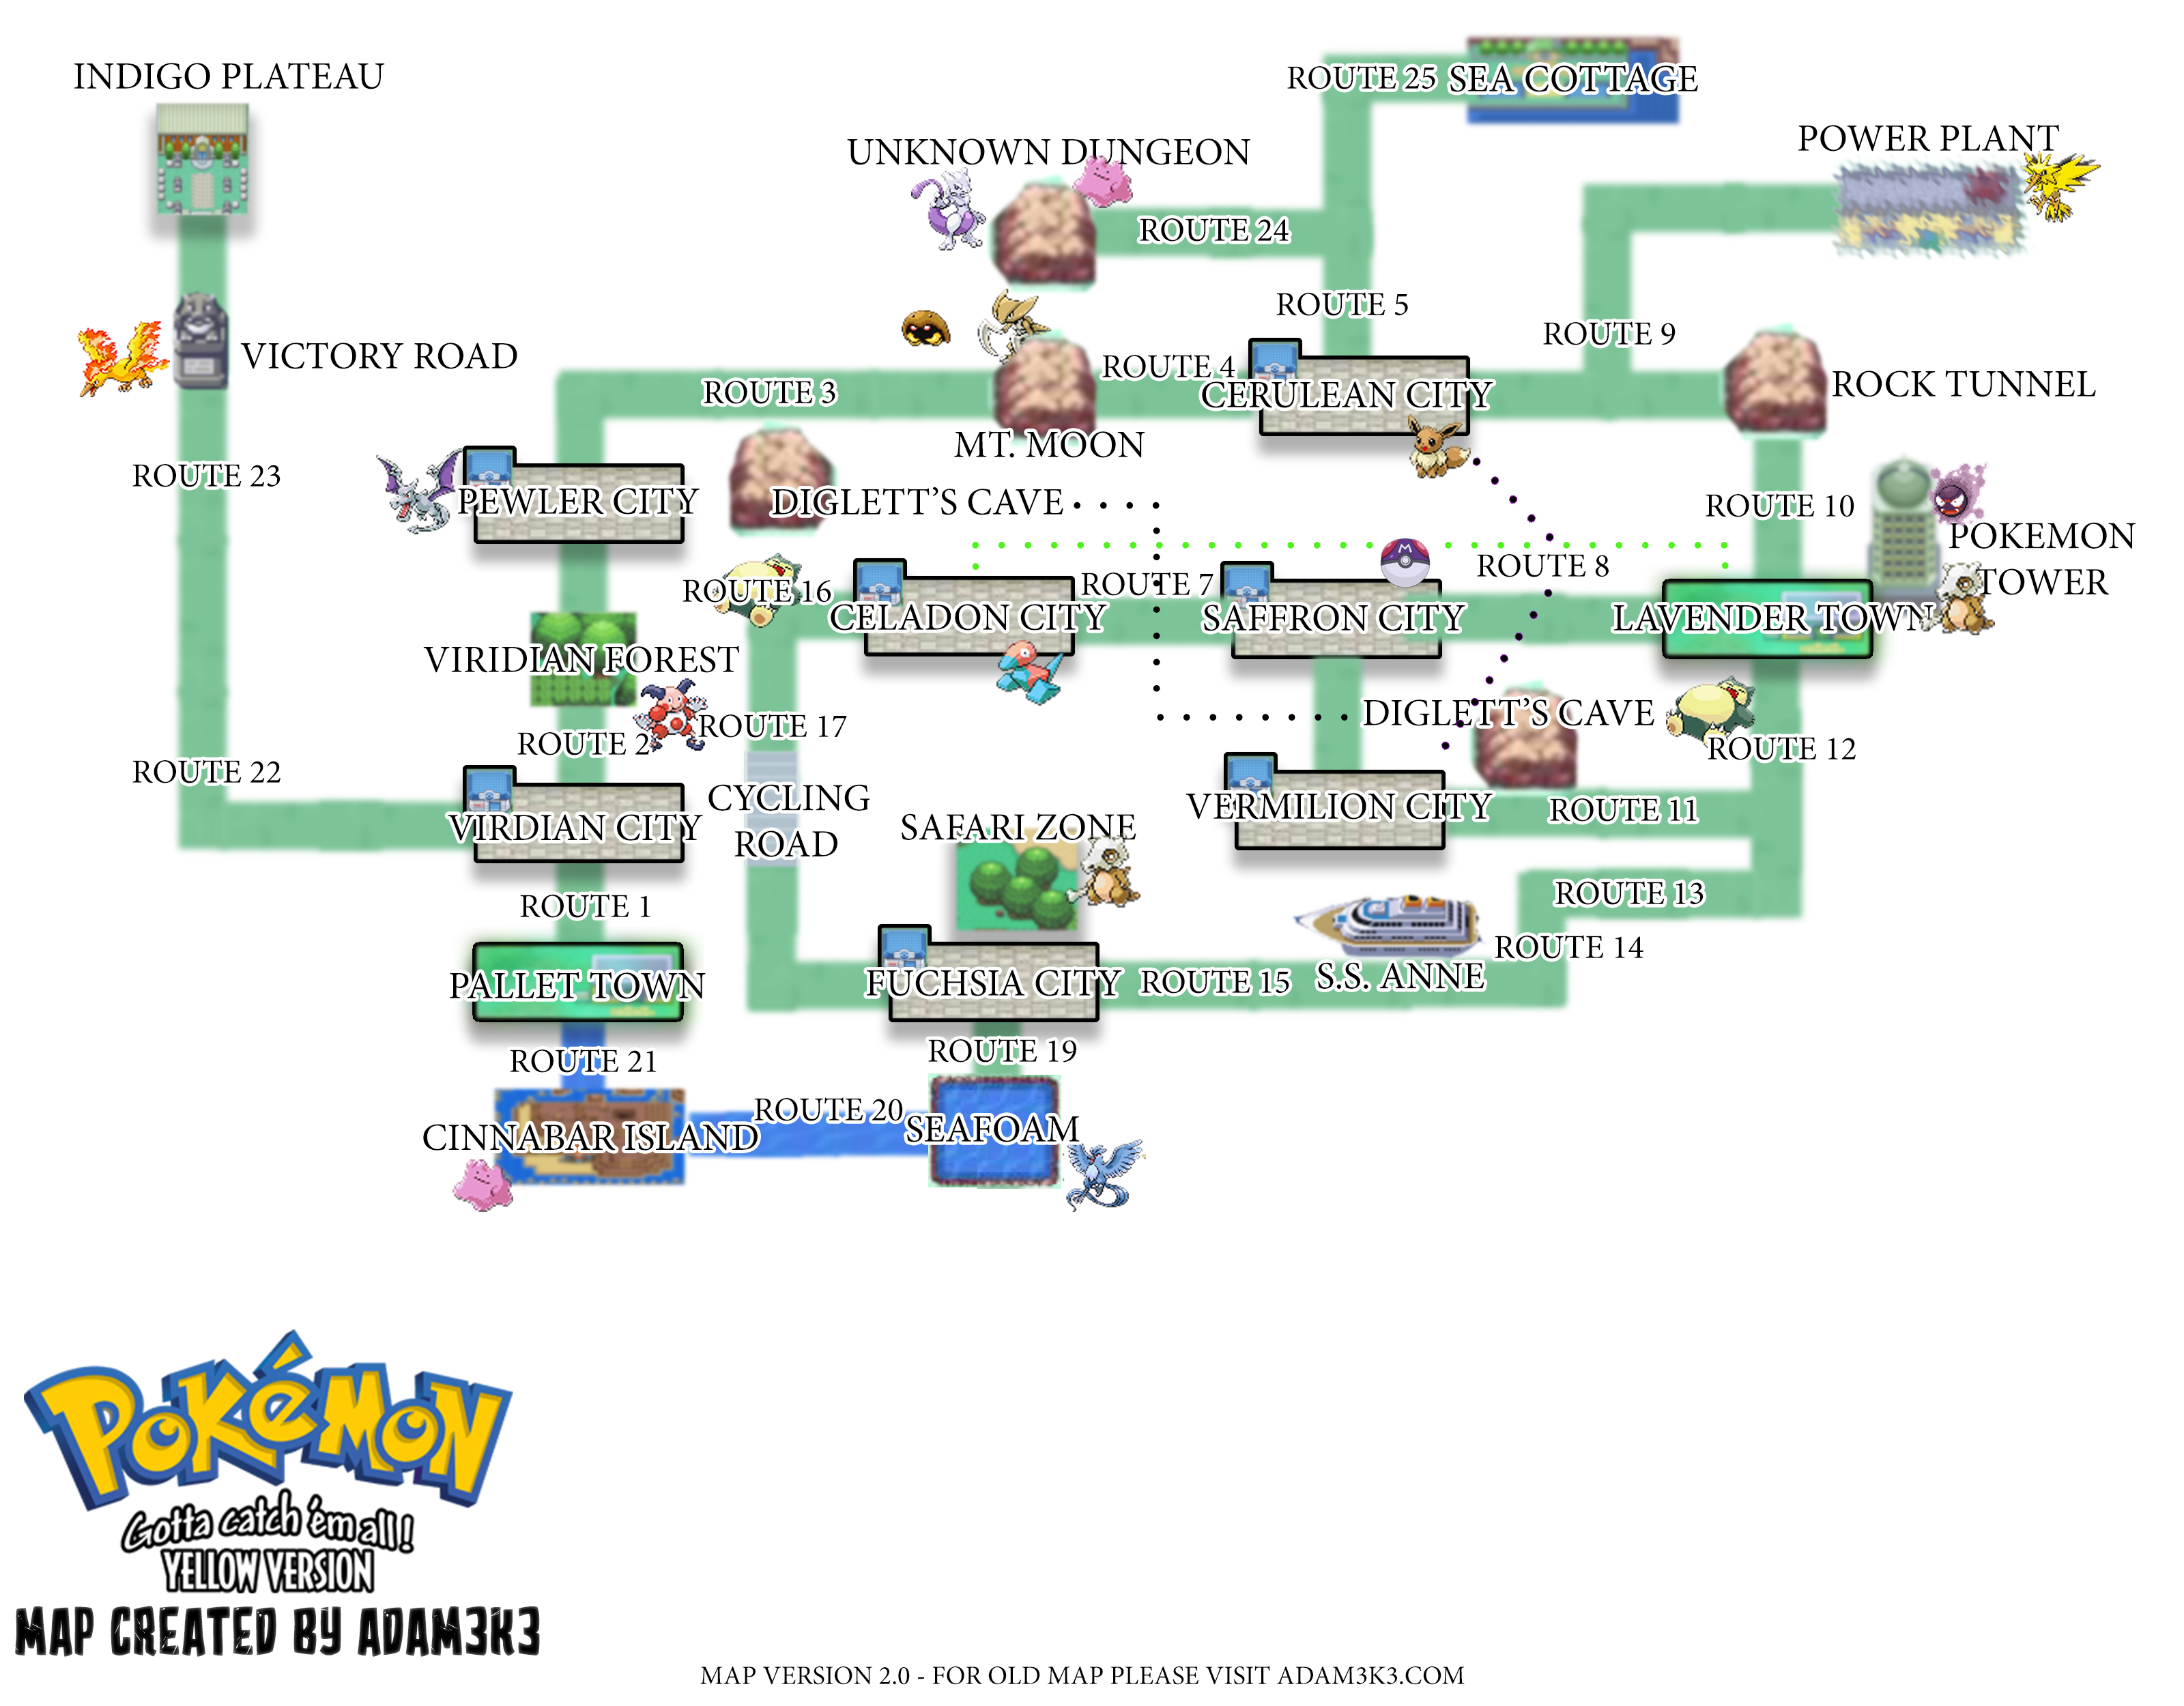 INDIGO PLATEAU
ROUTE 25
SEA COTTAGE
UNKNOWN DUNGEON
POWER PLANT
ROUTE 24
ROUTE 5
ROUTE 9
VICTORY ROAD
ROUTE 3
ROUTE 4
CERULEAN CITY
ROCK TUNNEL
MT. MOON
ROUTE 23
PEWLER CITY
DIGLETT'S CAVE
ROUTE 10
POKEMON
TOWER
ROUTE 16
CELADON CITY
ROUTE 7
SAFFRON CITY
ROUTE 8
LAVENDER TOWN
VIRIDIAN FOREST
ROUTE 2
ROUTE 17
DIGLETT'S CAVE
ROUTE 12
ROUTE 22
VIRDIAN CITY
CYCLING
ROAD
SAFARI ZONE
VERMILION CITY
ROUTE 11
ROUTE 1
ROUTE 13
PALLET TOWN
FUCHSIA CITY
ROUTE 15
S.S. ANNE
ROUTE 14
ROUTE 21
ROUTE 19
CINNABAR ISLAND
ROUTE 20
SEAFOAM
POKéMON
Gotta catch 'em all!
YELLOW VERSION
MAP CREATED BY ADAM3K3
MAP VERSION 2.0 - FOR OLD MAP PLEASE VISIT ADAM3K3.COM